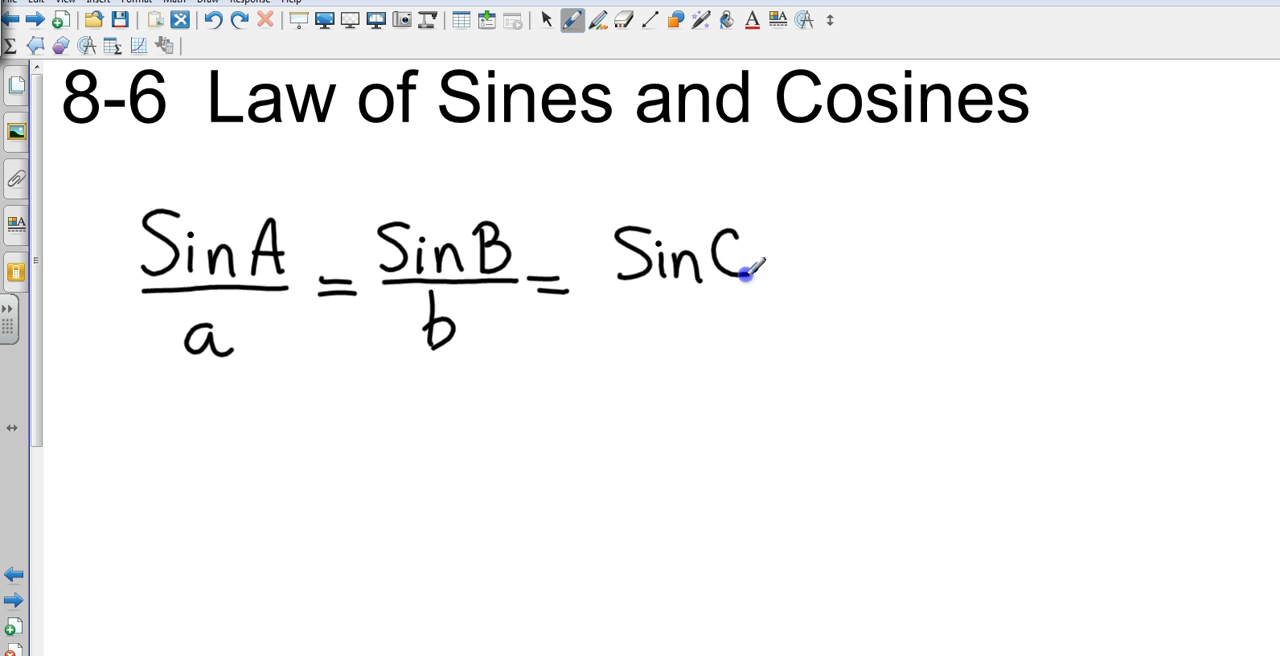 8-6 Law of Sines and Cosines
SinA = SinB = SinC
a b